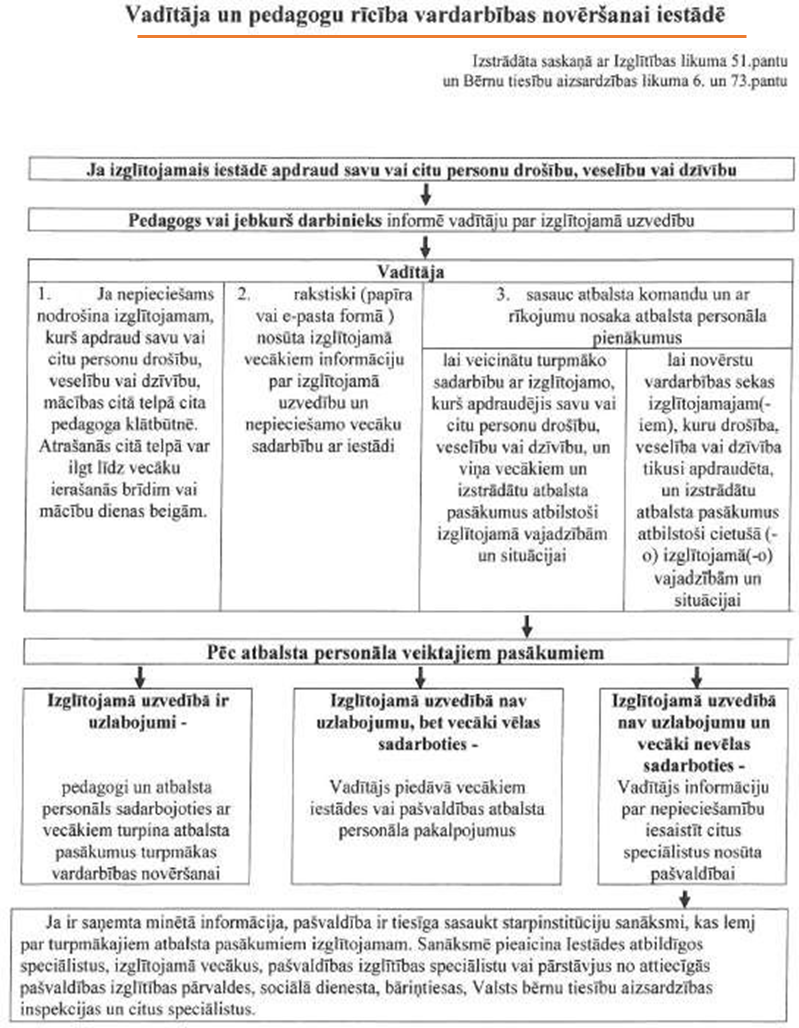 Vadītāja un pedagogu rīcība vardarbības novēršanai iestādē
Izstrādāta saskaņā ar Izglītības likuma 51.pantu
un Bērnu tiesību aizsardzības likuma 6. un 73.pantu
Ja izglītojamais iestādē apdraud savu vai citu personu drošību, veselību vai dzīvību
Pedagogs vai jebkurš darbinieks informē vadītāju par izglītojamā uzvedību
Vadītāja
1. Ja nepieciešams
nodrošina izglītojamam,
kurš apdraud savu vai
citu personu drošību,
veselību vai dzīvību,
mācības citā telpā cita
pedagoga klātbūtnē.
Atrašanās citā telpā var
ilgt līdz vecāku
ierašanās brīdim vai
mācību dienas beigām.
2. rakstiski (papīra
vai e-pasta formā )
nosūta izglītojamā
vecākiem informāciju
par izglītojamā
uzvedību un
nepieciešamo vecāku
sadarbību ar iestādi
3. sasauc atbalsta komandu un ar
rīkojumu nosaka atbalsta personāla
pienākumus
lai veicinātu turpmāko
sadarbību ar izglītojamo,
kurš apdraudējis savu vai
citu personu drošību,
veselību vai dzīvību, un
viņa vecākiem un
izstrādātu atbalsta
pasākumus atbilstoši
izglītojamā vajadzībām
un situācijai
lai novērstu
vardarbības sekas
izglītojamajam(-
iem), kuru drošība,
veselība vai dzīvība
tikusi apdraudēta,
un izstrādātu
atbalsta pasākumus
atbilstoši cietušā (-
o) izglītojamā(-o)
vajadzībām un
situācijai
Pēc atbalsta personāla veiktajiem pasākumiem
Izglītojamā uzvedībā ir
uzlabojumi -
pedagogi un atbalsta
personāls sadarbojoties ar
vecākiem turpina atbalsta
pasākumus turpmākas
vardarbības novēršanai
Izglītojamā uzvedībā nav
uzlabojumu, bet vecāki vēlas
sadarboties -
Vadītājs piedāvā vecākiem
iestādes vai pašvaldības atbalsta
personāla pakalpojumus
Izglītojamā uzvedībā
nav uzlabojumu un
vecāki nevēlas
sadarboties -
Vadītājs informāciju
par nepieciešamību
iesaistīt citus
speciālistus nosūta
pašvaldībai
Ja ir saņemta minētā informācija, pašvaldība ir tiesīga sasaukt starpinstitūciju sanāksmi, kas lemj
par turpmākajiem atbalsta pasākumiem izglītojamam. Sanāksmē pieaicina Iestādes atbildīgos
speciālistus, izglītojamā vecākus, pašvaldības izglītības speciālistu vai pārstāvjus no attiecīgās
pašvaldības izglītības pārvaldes, sociālā dienesta, bāriņtiesas, Valsts bērnu tiesību aizsardzības
inspekcijas un citus speciālistus.